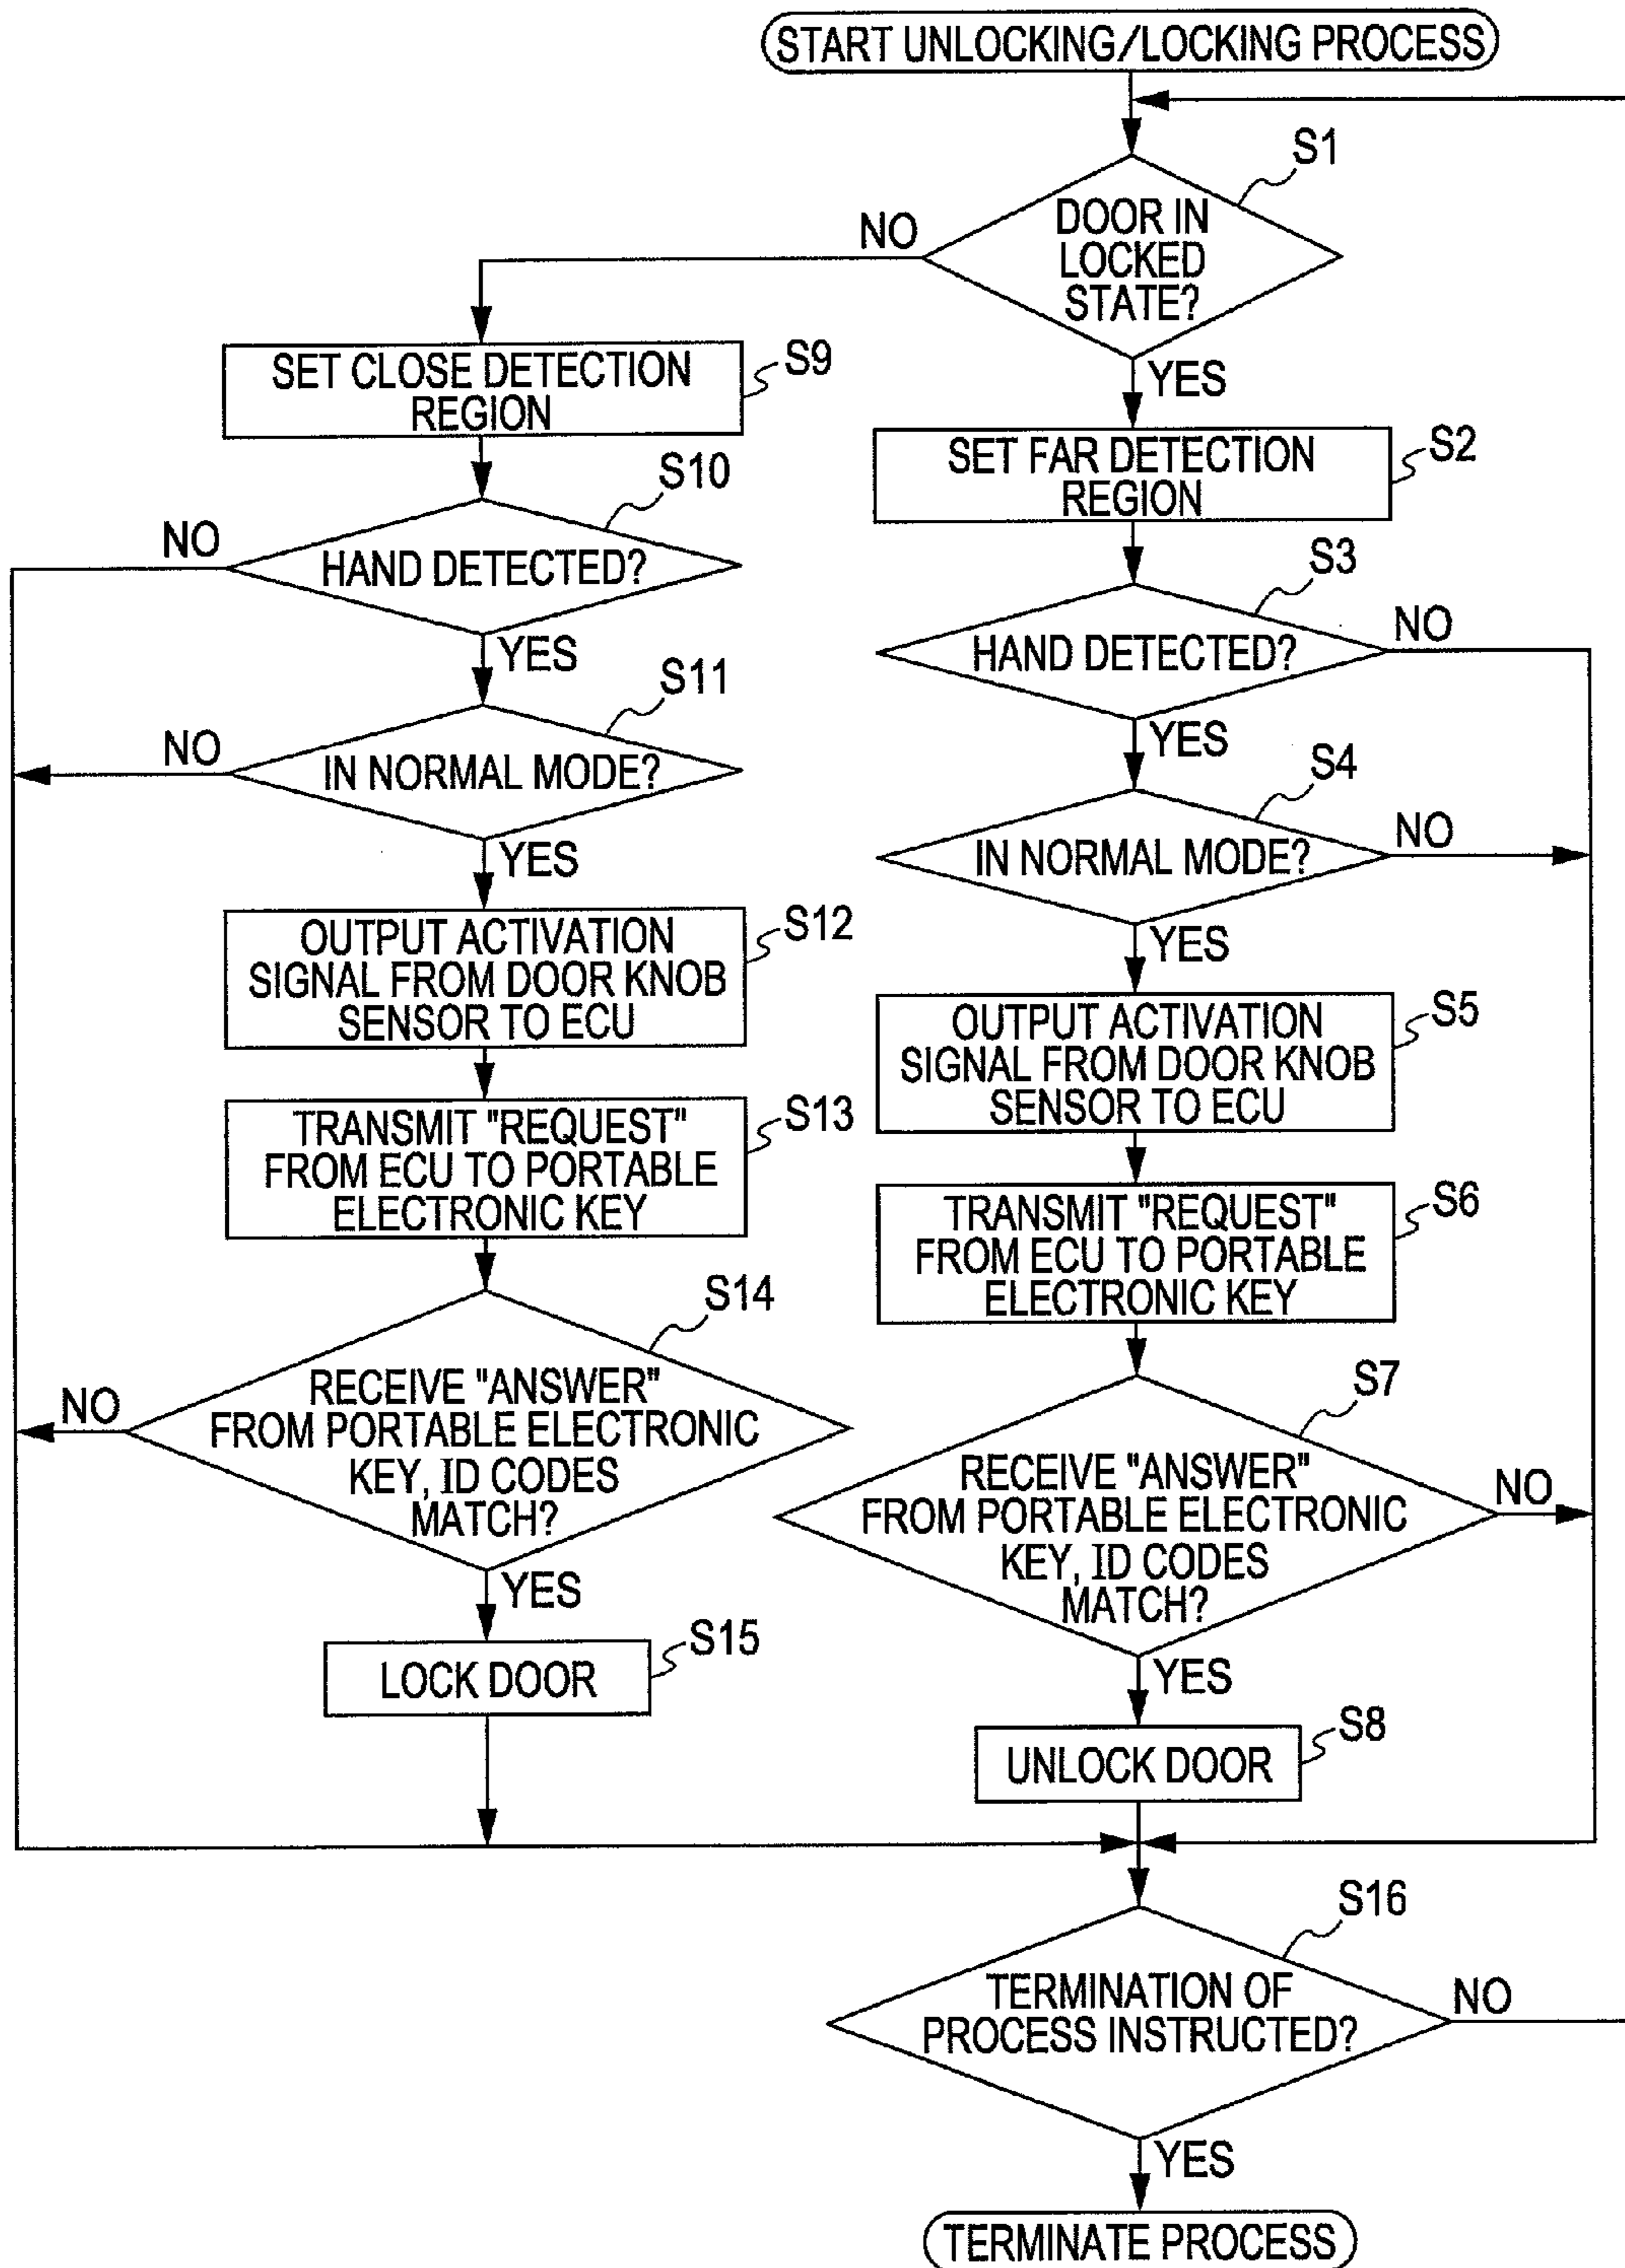 START UNLOCKING/LOCKING PROCESS
S1
DOOR IN
LOCKED
STATE?
NO
YES
S2
SET FAR DETECTION
REGION
S3
HAND DETECTED?
NO
YES
S4
IN NORMAL MODE?
NO
YES
S5
OUTPUT ACTIVATION
SIGNAL FROM DOOR KNOB
SENSOR TO ECU
S6
TRANSMIT "REQUEST"
FROM ECU TO PORTABLE
ELECTRONIC KEY
S7
RECEIVE "ANSWER"
FROM PORTABLE ELECTRONIC
KEY, ID CODES
MATCH?
NO
YES
S8
UNLOCK DOOR
S9
SET CLOSE DETECTION
REGION
S10
HAND DETECTED?
NO
YES
S11
IN NORMAL MODE?
NO
YES
S12
OUTPUT ACTIVATION
SIGNAL FROM DOOR KNOB
SENSOR TO ECU
S13
TRANSMIT "REQUEST"
FROM ECU TO PORTABLE
ELECTRONIC KEY
S14
RECEIVE "ANSWER"
FROM PORTABLE ELECTRONIC
KEY, ID CODES
MATCH?
NO
YES
S15
LOCK DOOR
S16
TERMINATION OF
PROCESS INSTRUCTED?
NO
YES
TERMINATE PROCESS